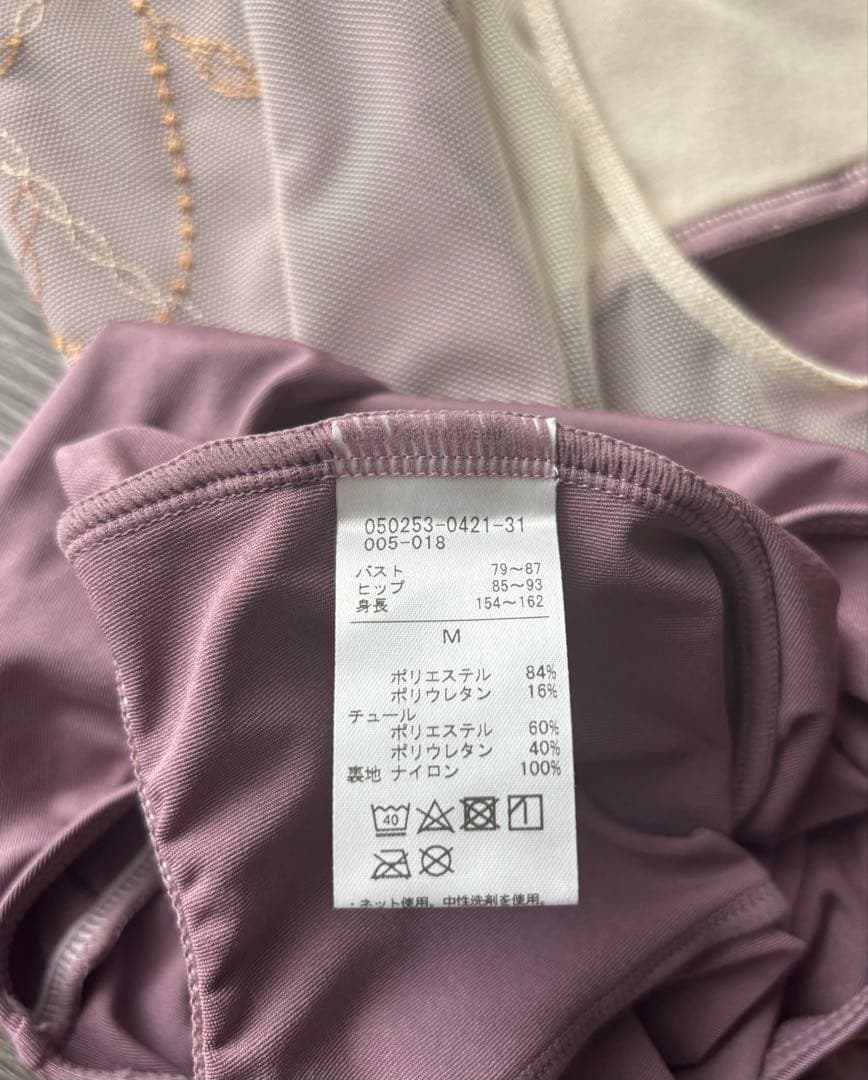 050253-0421-31
005-018
バスト 79～87
ヒップ 85～93
身長 154～162
M
ポリエステル 84%
ポリウレタン 16%
チュール
ポリエステル 60%
ポリウレタン 40%
裏地 ナイロン 100%
40
・ネット使用。中性洗剤を使用。